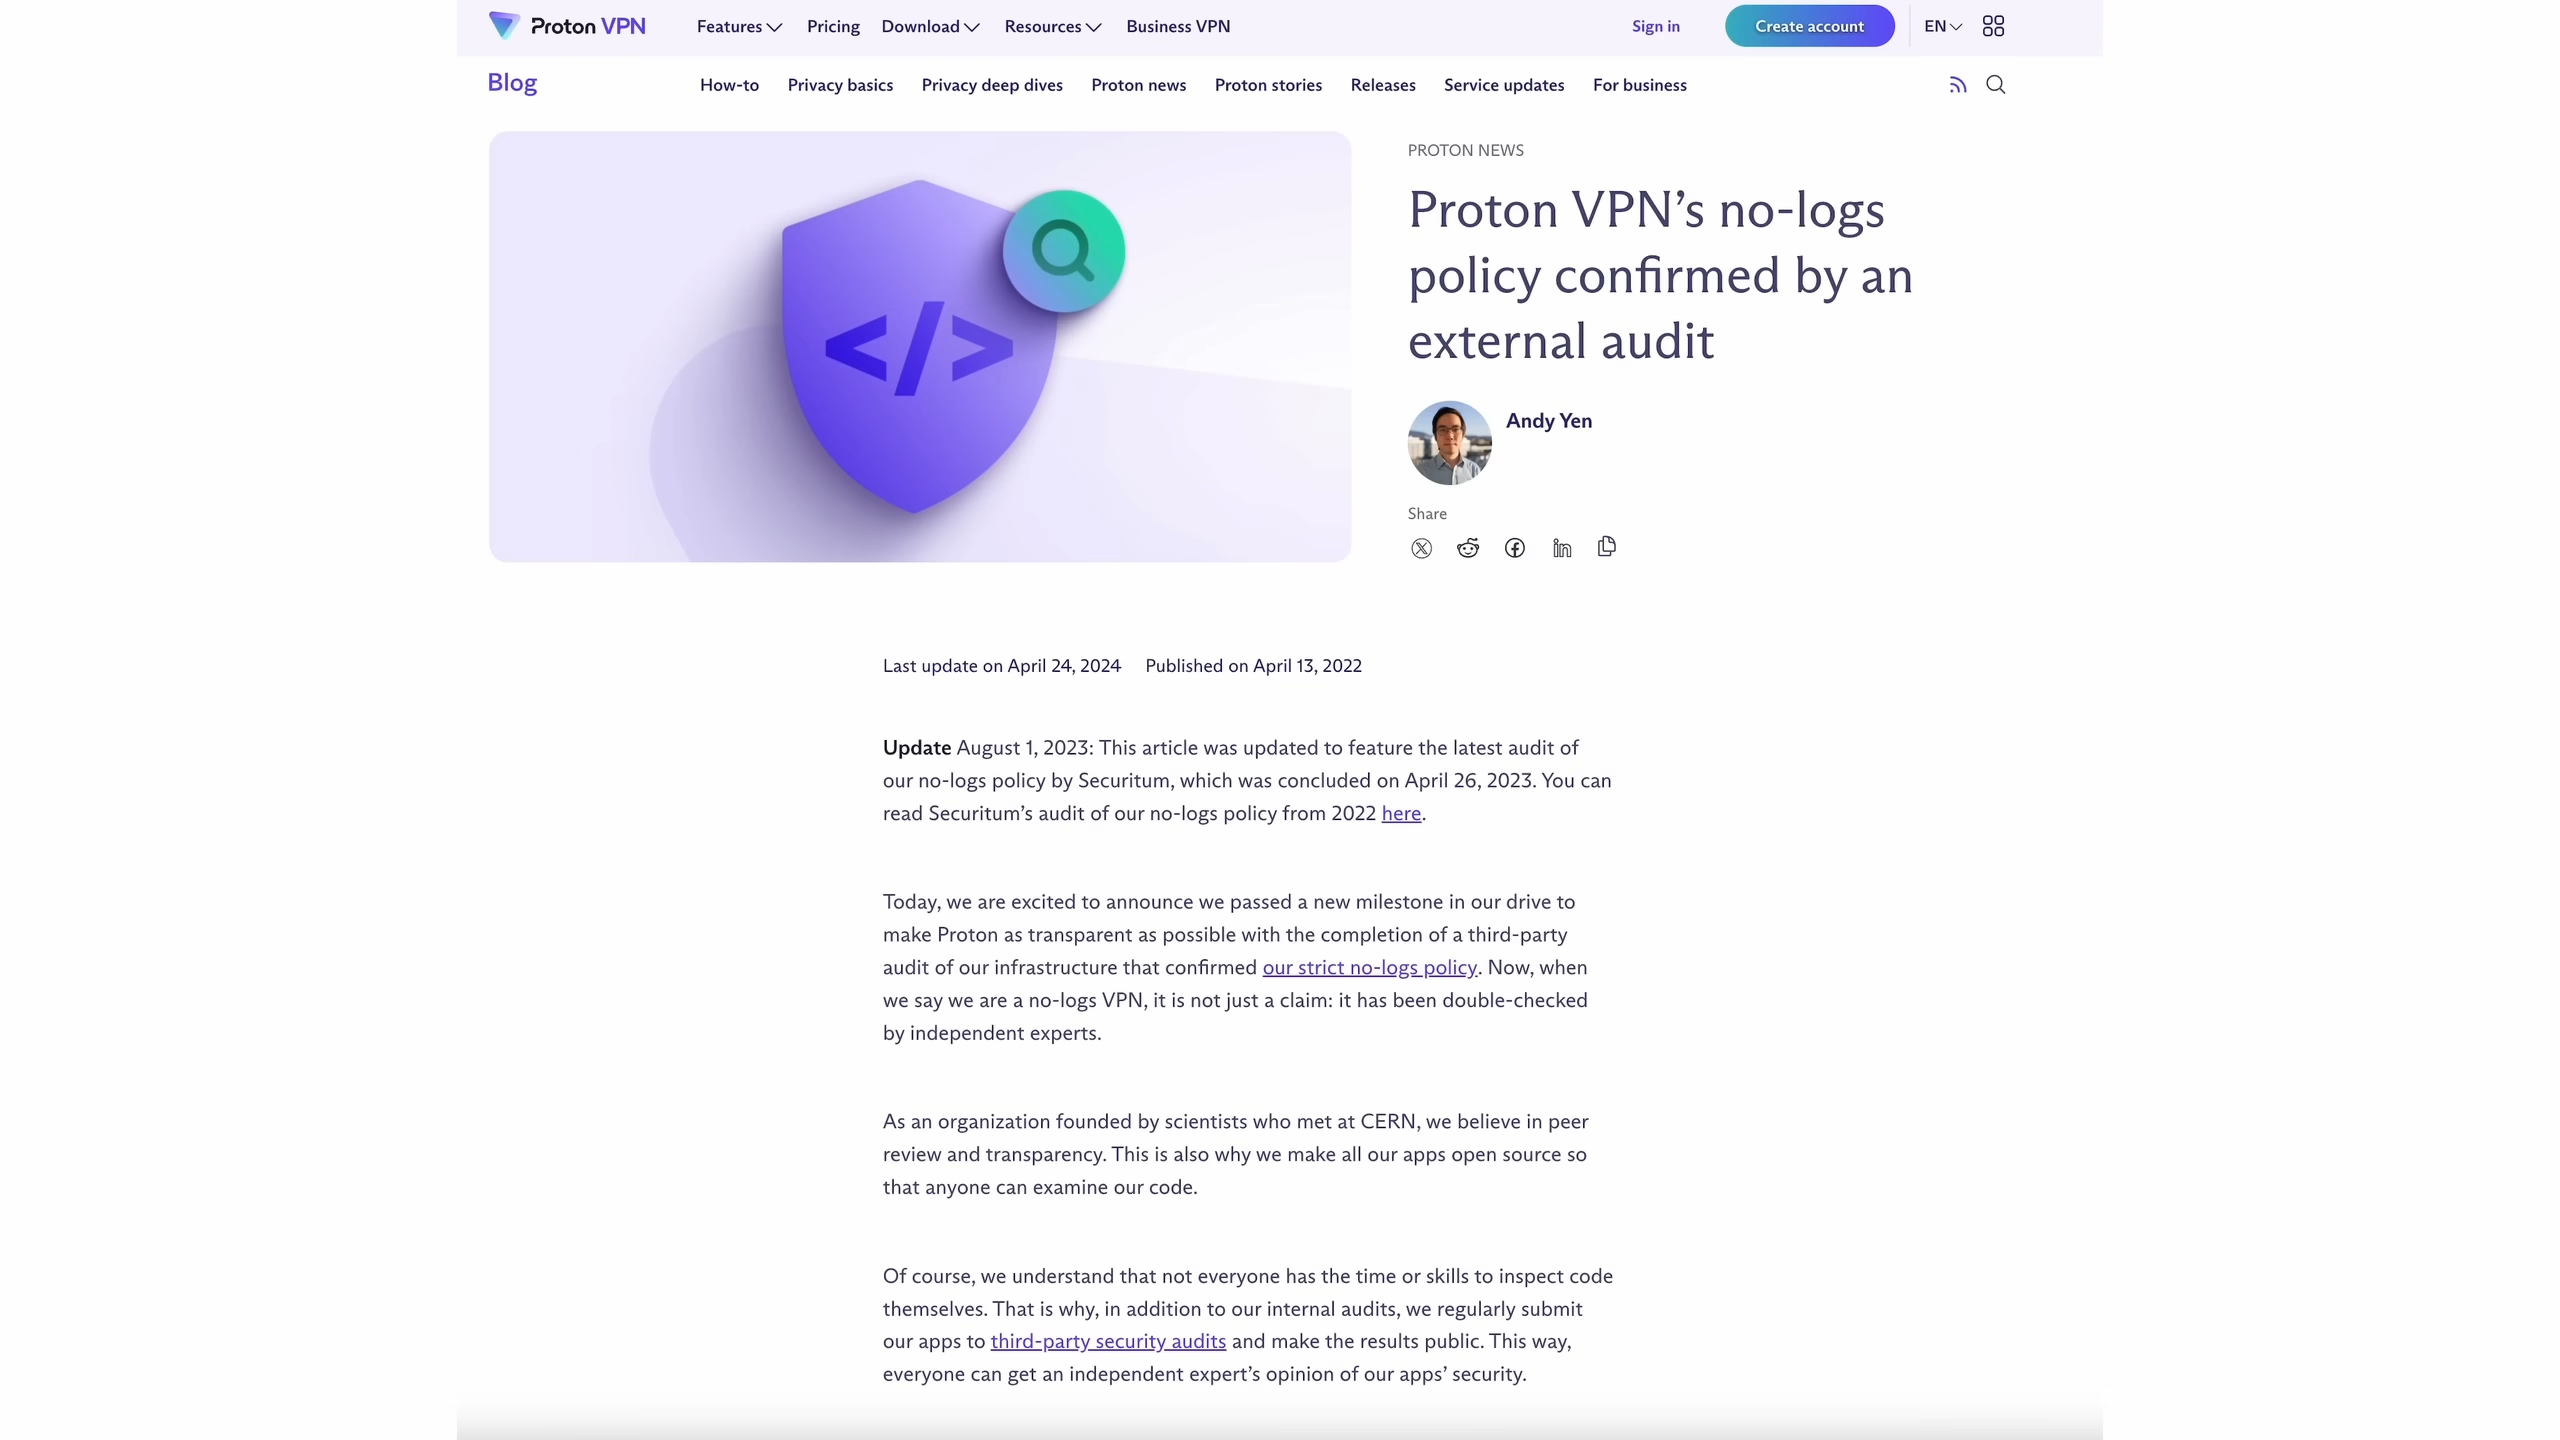 Proton VPN
Features
Pricing
Download
Resources
Business VPN
Sign in
Create account
EN
Blog
How-to
Privacy basics
Privacy deep dives
Proton news
Proton stories
Releases
Service updates
For business
</>
PROTON NEWS
Proton VPN’s no-logs
policy confirmed by an
external audit
Andy Yen
Share
Last update on April 24, 2024
Published on April 13, 2022
Update August 1, 2023: This article was updated to feature the latest audit of
our no-logs policy by Securitum, which was concluded on April 26, 2023. You can
read Securitum’s audit of our no-logs policy from 2022 here.
Today, we are excited to announce we passed a new milestone in our drive to
make Proton as transparent as possible with the completion of a third-party
audit of our infrastructure that confirmed our strict no-logs policy. Now, when
we say we are a no-logs VPN, it is not just a claim: it has been double-checked
by independent experts.
As an organization founded by scientists who met at CERN, we believe in peer
review and transparency. This is also why we make all our apps open source so
that anyone can examine our code.
Of course, we understand that not everyone has the time or skills to inspect code
themselves. That is why, in addition to our internal audits, we regularly submit
our apps to third-party security audits and make the results public. This way,
everyone can get an independent expert’s opinion of our apps’ security.